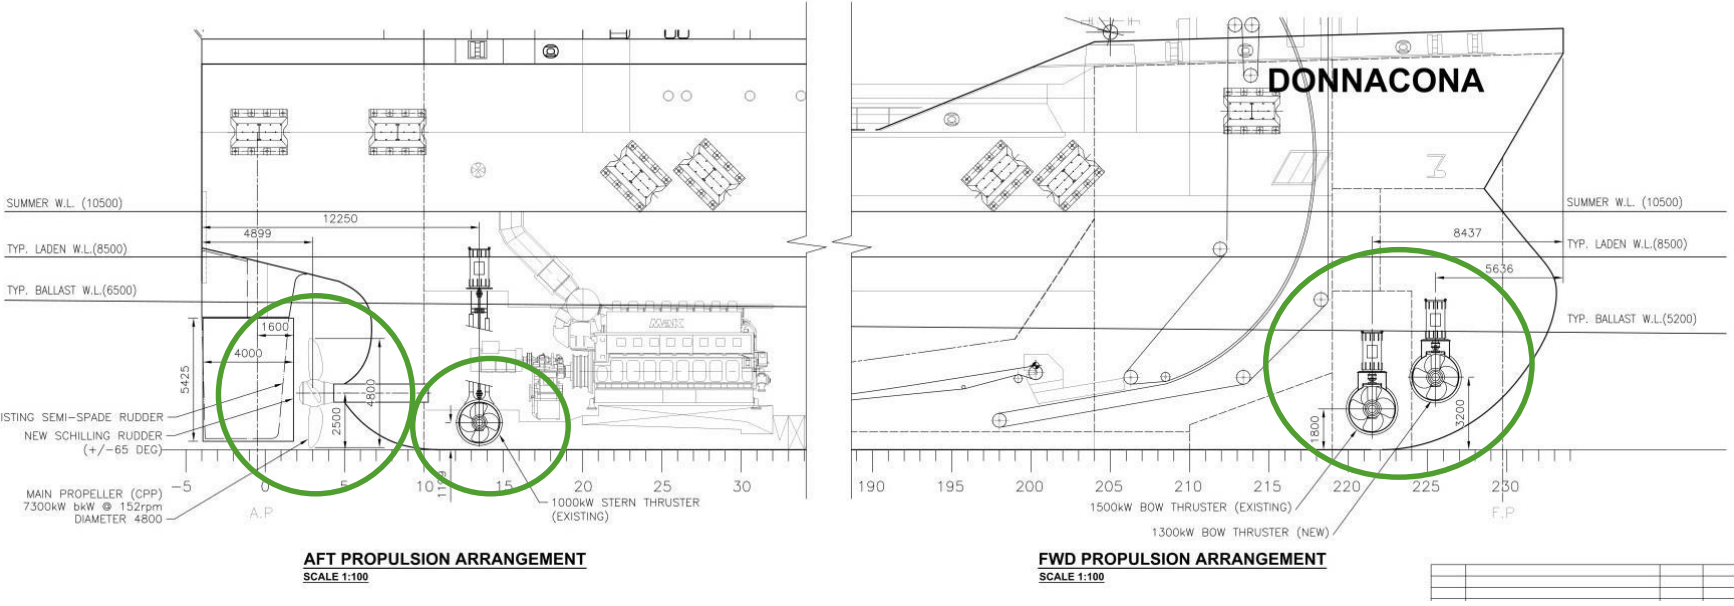 DONNACONA
SUMMER W.L. (10500)
12250
4899
TYP. LADEN W.L.(8500)
TYP. BALLAST W.L.(6500)
1600
4000
5425
4800
2500
MaK
ISTING SEMI-SPADE RUDDER
NEW SCHILLING RUDDER
(+/-65 DEG)
MAIN PROPELLER (CPP)
7300kW bkW @ 152rpm
DIAMETER 4800
-5 0 5 10 15 20 25 30
A.P
1000kW STERN THRUSTER
(EXISTING)
AFT PROPULSION ARRANGEMENT
SCALE 1:100
SUMMER W.L. (10500)
8437
TYP. LADEN W.L.(8500)
5636
TYP. BALLAST W.L.(5200)
1800
3200
190 195 200 205 210 215 220 225 230
F.P
1500kW BOW THRUSTER (EXISTING)
1300kW BOW THRUSTER (NEW)
FWD PROPULSION ARRANGEMENT
SCALE 1:100